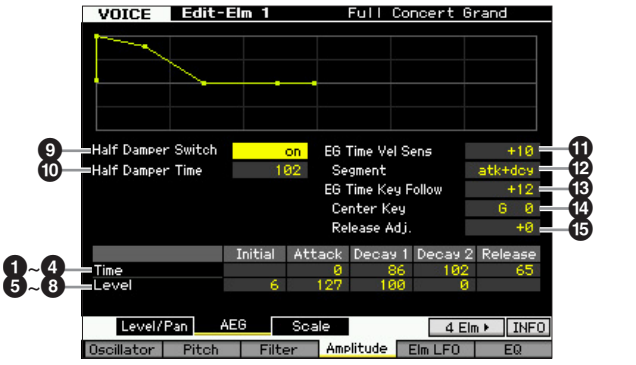 VOICE Edit-Elm 1 Full Concert Grand
9 Half Damper Switch on EG Time Vel Sens +10 11
10 Half Damper Time 102 Segment atk+dcy 12
EG Time Key Follow +12 13
Center Key G 0 14
Release Adj. +0 15
Initial Attack Decay 1 Decay 2 Release
1~4 Time 0 86 102 65
5~8 Level 6 127 100 0
Level/Pan AEG Scale 4 Elm INFO
Oscillator Pitch Filter Amplitude Elm LFO EQ